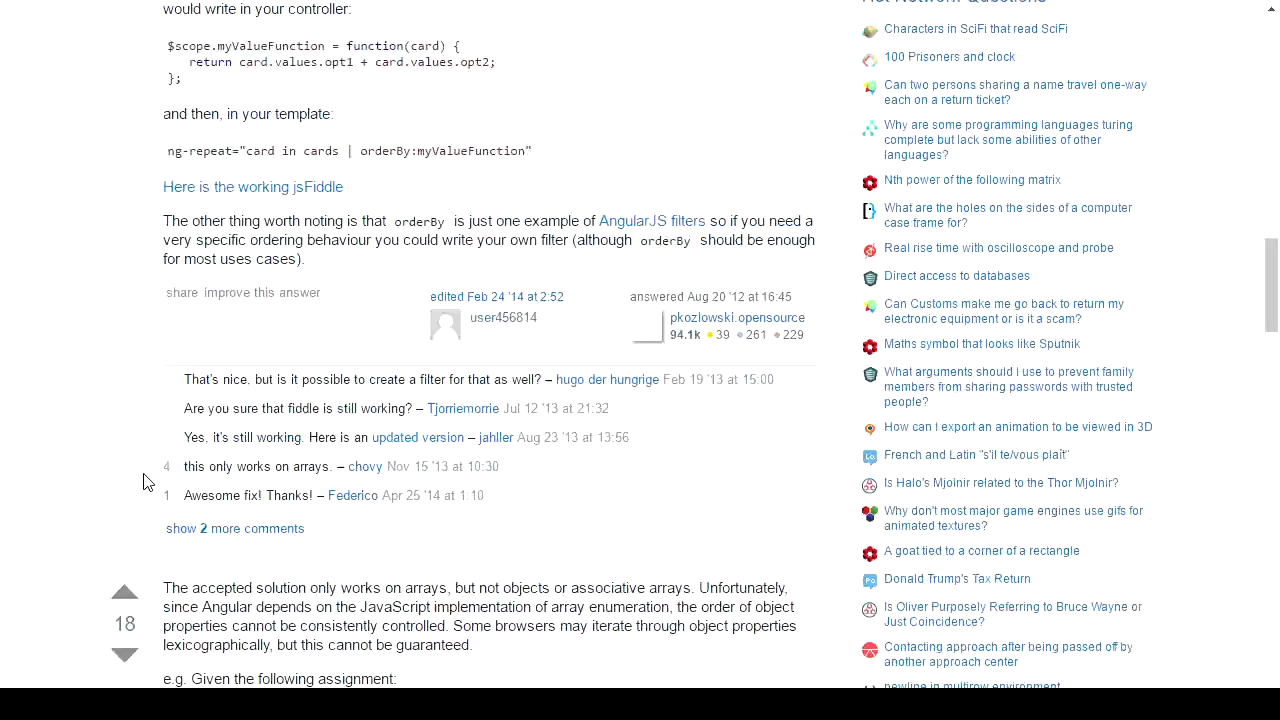 would write in your controller:
$scope.myValueFunction = function(card) {
return card.values.opt1 + card.values.opt2;
};
and then, in your template:
ng-repeat="card in cards | orderBy:myValueFunction"
Here is the working jsFiddle
The other thing worth noting is that orderBy is just one example of AngularJS filters so if you need a
very specific ordering behaviour you could write your own filter (although orderBy should be enough
for most uses cases).
share improve this answer
edited Feb 24 '14 at 2:52
user456814
answered Aug 20 '12 at 16:45
pkozlowski.opensource
94.1k 39 261 229
That's nice. but is it possible to create a filter for that as well? – hugo der hungrige Feb 19 '13 at 15:00
Are you sure that fiddle is still working? – Tjorriemorrie Jul 12 '13 at 21:32
Yes, it's still working. Here is an updated version – jahller Aug 23 '13 at 13:56
4 this only works on arrays. – chovy Nov 15 '13 at 10:30
1 Awesome fix! Thanks! – Federico Apr 25 '14 at 1:10
show 2 more comments
18
The accepted solution only works on arrays, but not objects or associative arrays. Unfortunately,
since Angular depends on the JavaScript implementation of array enumeration, the order of object
properties cannot be consistently controlled. Some browsers may iterate through object properties
lexicographically, but this cannot be guaranteed.
e.g. Given the following assignment:
Hot Network Questions
Characters in SciFi that read SciFi
100 Prisoners and clock
Can two persons sharing a name travel one-way
each on a return ticket?
Why are some programming languages turing
complete but lack some abilities of other
languages?
Nth power of the following matrix
What are the holes on the sides of a computer
case frame for?
Real rise time with oscilloscope and probe
Direct access to databases
Can Customs make me go back to return my
electronic equipment or is it a scam?
Maths symbol that looks like Sputnik
What arguments should i use to prevent family
members from sharing passwords with trusted
people?
How can I export an animation to be viewed in 3D
Lo.
French and Latin "s'il te/vous plaît"
Is Halo's Mjolnir related to the Thor Mjolnir?
Why don't most major game engines use gifs for
animated textures?
A goat tied to a corner of a rectangle
Po.
Donald Trump's Tax Return
Is Oliver Purposely Referring to Bruce Wayne or
Just Coincidence?
Contacting approach after being passed off by
another approach center
newline in multirow environment